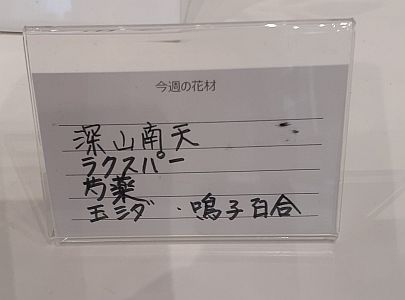 今週の花材
深山南天
ラクスパー
芍薬
玉シダ・鳴子百合